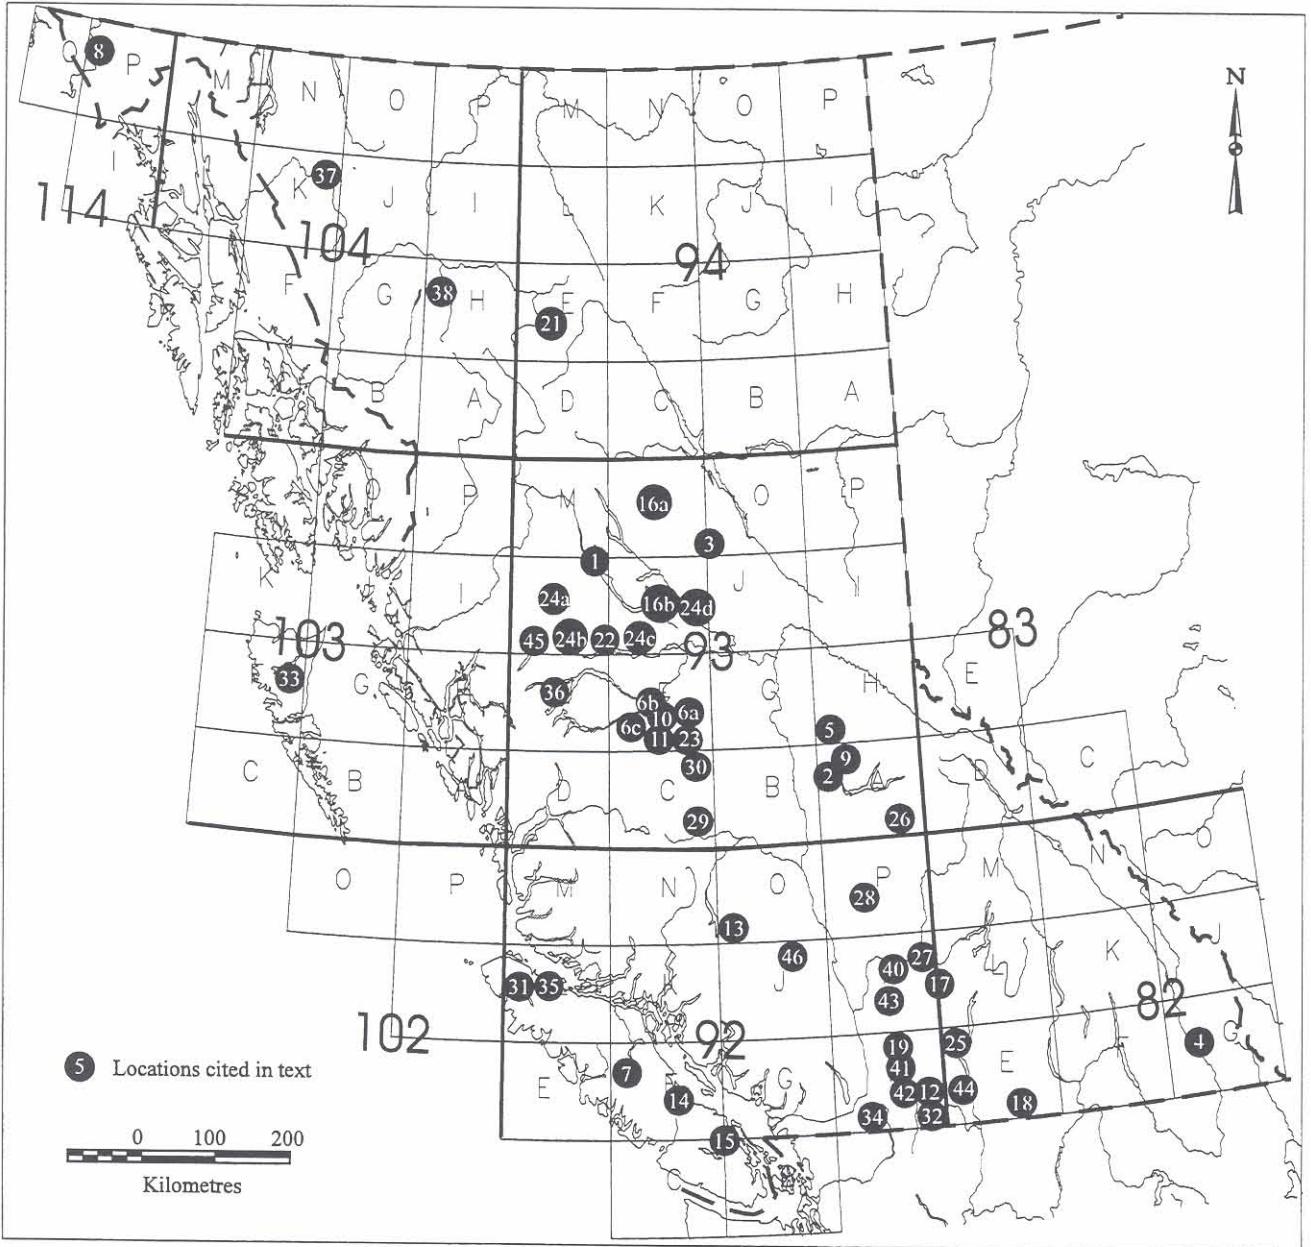 N
8
P
M
N
O
P
M
N
O
P
I
37
K
J
I
L
K
J
I
114
104
94
F
G
38
H
E
F
G
H
21
B
A
D
C
B
A
O
P
M
16a
O
P
3
1
K
I
J
I
24a
16b
24d
S
103
45
24b
22
24c
93
83
33
G
36
E
G
H
E
6b
6a
10
6c
11
23
5
30
9
C
B
D
C
B
2
A
D
C
29
26
O
P
M
N
O
P
M
N
O
28
13
46
40
27
L
K
J
31
35
K
J
43
17
82
102
92
19
25
E
4
G
5 Locations cited in text
E
7
F
G
41
42
12
44
18
14
34
32
15
C
0 100 200
Kilometres